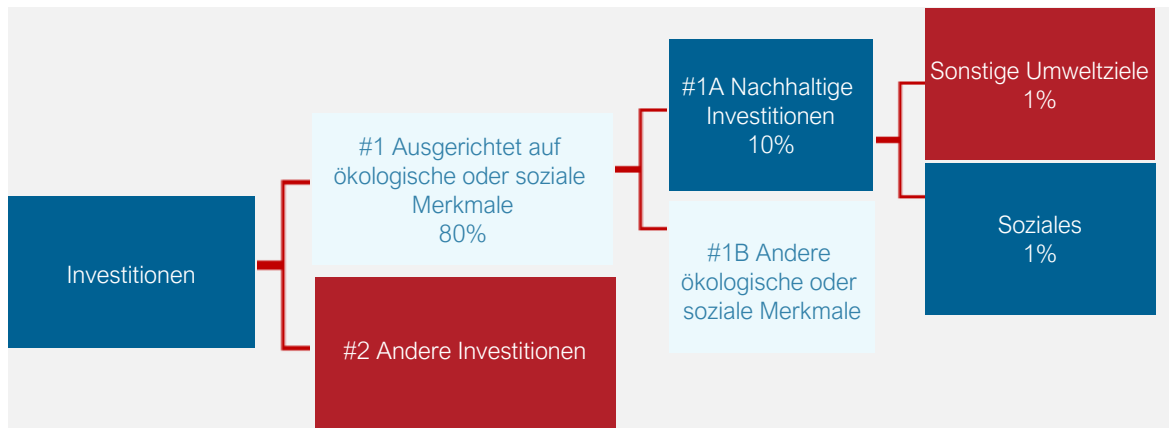 Investitionen
#1 Ausgerichtet auf
ökologische oder soziale
Merkmale
80%
#2 Andere Investitionen
#1A Nachhaltige
Investitionen
10%
#1B Andere
ökologische oder
soziale Merkmale
Sonstige Umweltziele
1%
Soziales
1%